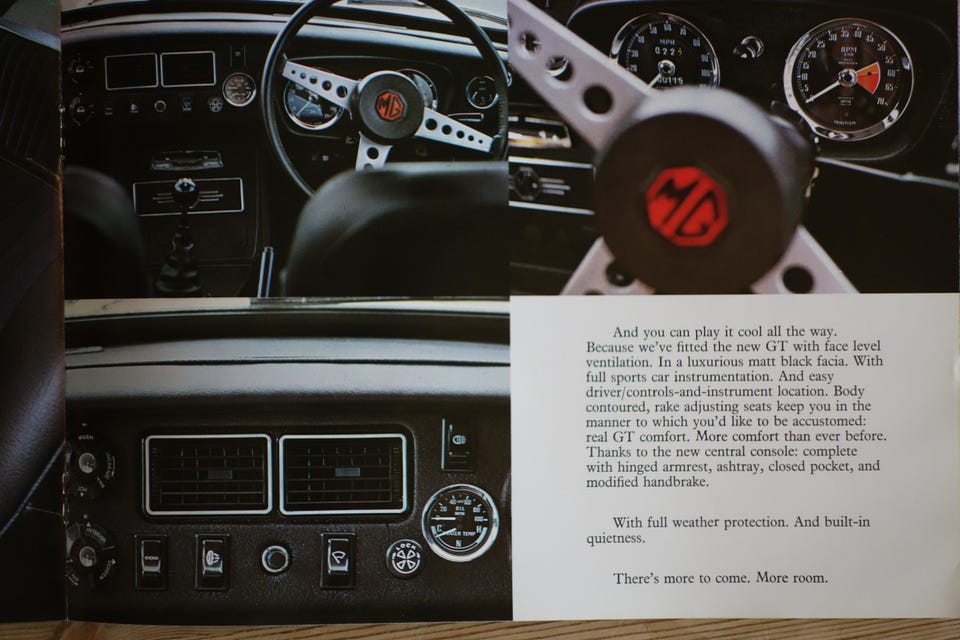 MG
MPH
RPM
IGNITION
MG
And you can play it cool all the way.
Because we've fitted the new GT with face level
ventilation. In a luxurious matt black facia. With
full sports car instrumentation. And easy
driver/controls-and-instrument location. Body
contoured, rake adjusting seats keep you in the
manner to which you'd like to be accustomed:
real GT comfort. More comfort than ever before.
Thanks to the new central console: complete
with hinged armrest, ashtray, closed pocket, and
modified handbrake.
With full weather protection. And built-in
quietness.
There's more to come. More room.
OIL
C H
WATER TEMP
N
LOCK
INTERIOR